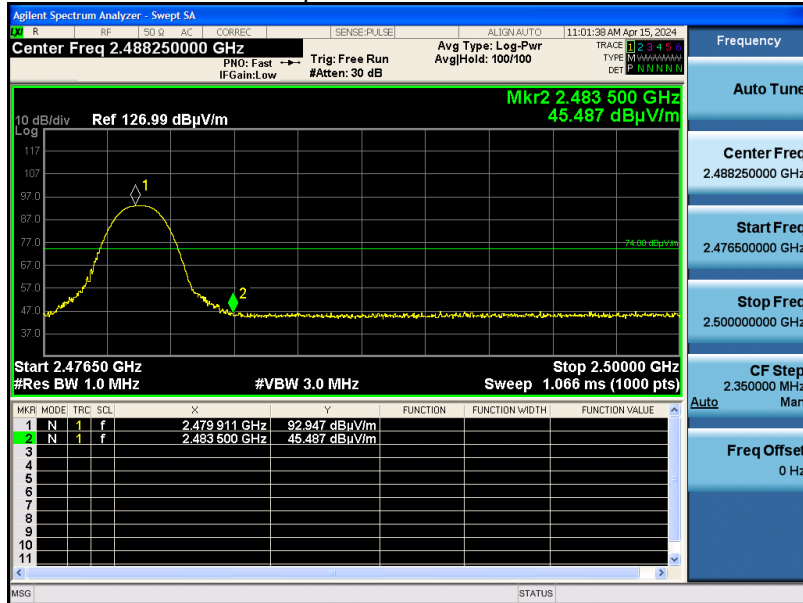 Agilent Spectrum Analyzer - Swept SA
R RF 50 Ω AC CORREC SENSE:PULSE ALIGN AUTO 11:01:38 AM Apr 15, 2024
Center Freq 2.488250000 GHz
PNO: Fast
IFGain:Low
Trig: Free Run
#Atten: 30 dB
Avg Type: Log-Pwr
Avg|Hold: 100/100
TRACE 1 2 3 4 5 6
TYPE M
DET P N N N N N
Mkr2 2.483 500 GHz
45.487 dBµV/m
10 dB/div Ref 126.99 dBµV/m
Log
117
107
97.0
87.0
77.0
67.0
57.0
47.0
37.0
1
2
74.00 dBµV/m
Start 2.47650 GHz Stop 2.50000 GHz
#Res BW 1.0 MHz #VBW 3.0 MHz Sweep 1.066 ms (1000 pts)
MKR MODE TRC SCL X Y FUNCTION FUNCTION WIDTH FUNCTION VALUE
1 N 1 f 2.479 911 GHz 92.947 dBµV/m
2 N 1 f 2.483 500 GHz 45.487 dBµV/m
3
4
5
6
7
8
9
10
11
MSG STATUS
Frequency
Auto Tune
Center Freq
2.488250000 GHz
Start Freq
2.476500000 GHz
Stop Freq
2.500000000 GHz
CF Step
2.350000 MHz
Auto Man
Freq Offset
0 Hz